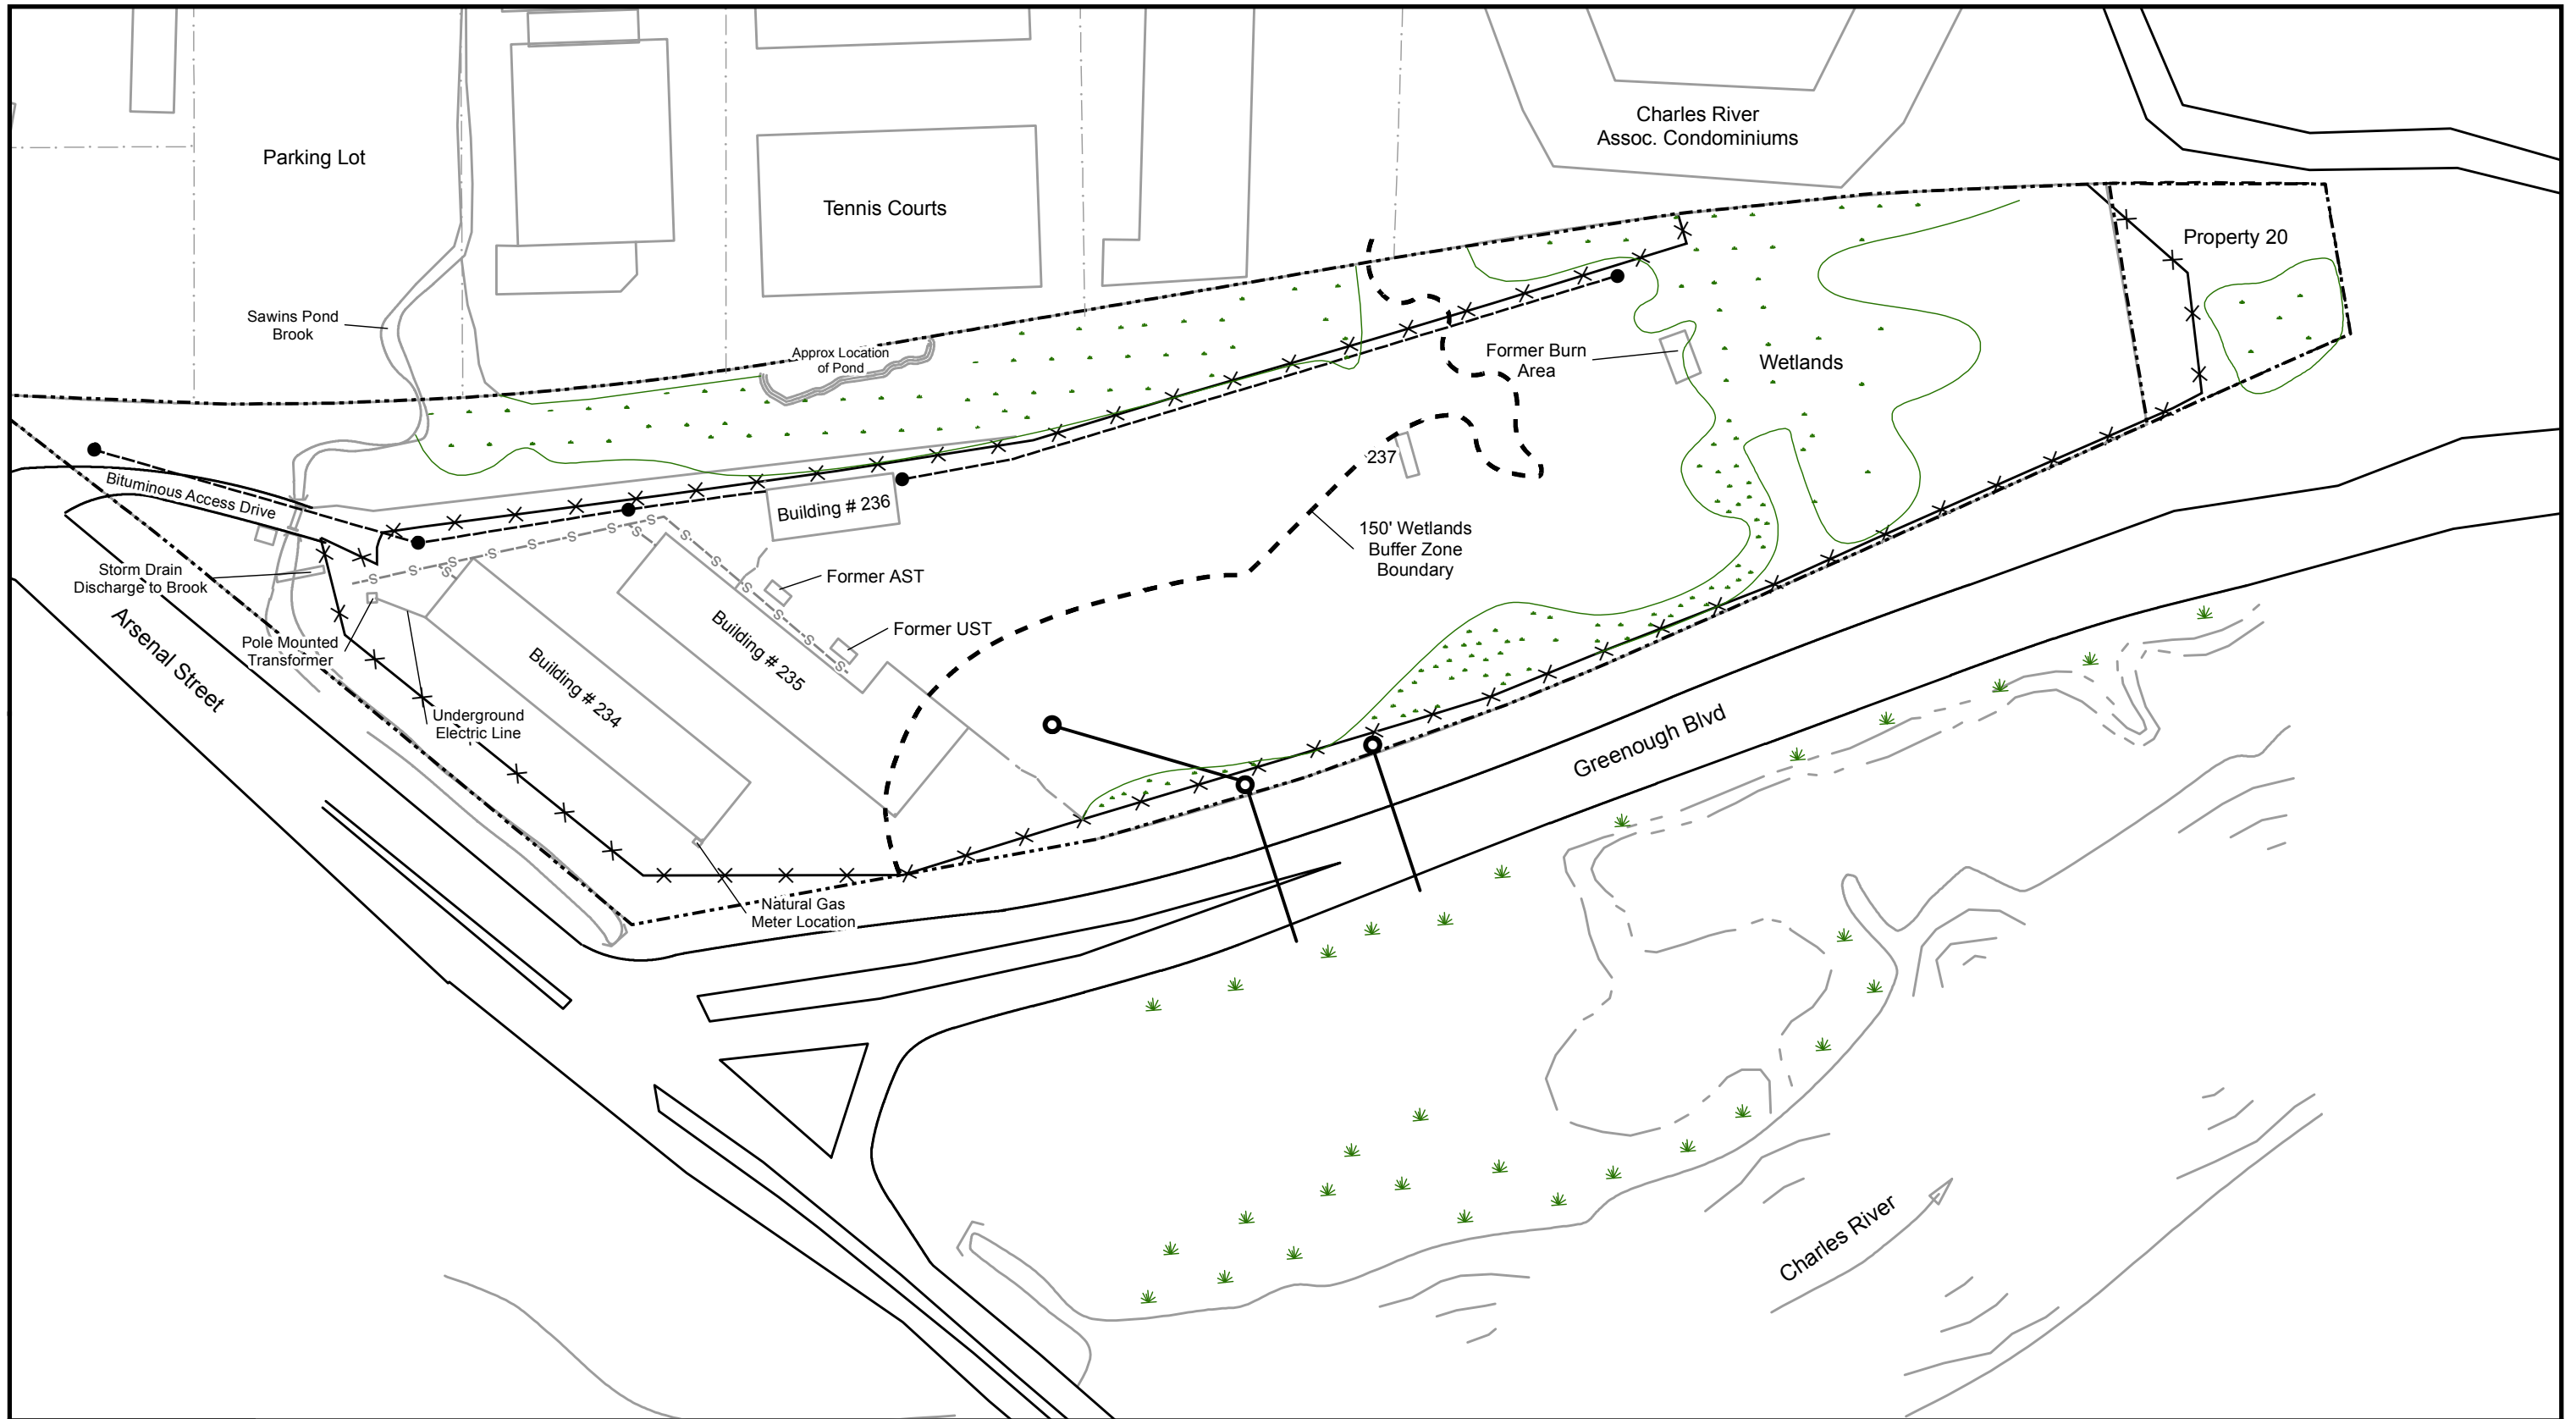 Charles River
Assoc. Condominiums
Parking Lot
Tennis Courts
Property 20
Sawins Pond
Brook
Approx Location
of Pond
Former Burn
Area
Wetlands
237
Bituminous Access Drive
Building # 236
150' Wetlands
Buffer Zone
Boundary
Storm Drain
Discharge to Brook
Former AST
Arsenal Street
Pole Mounted
Transformer
Building # 234
Building # 235
Former UST
Underground
Electric Line
Greenough Blvd
Natural Gas
Meter Location
Charles River